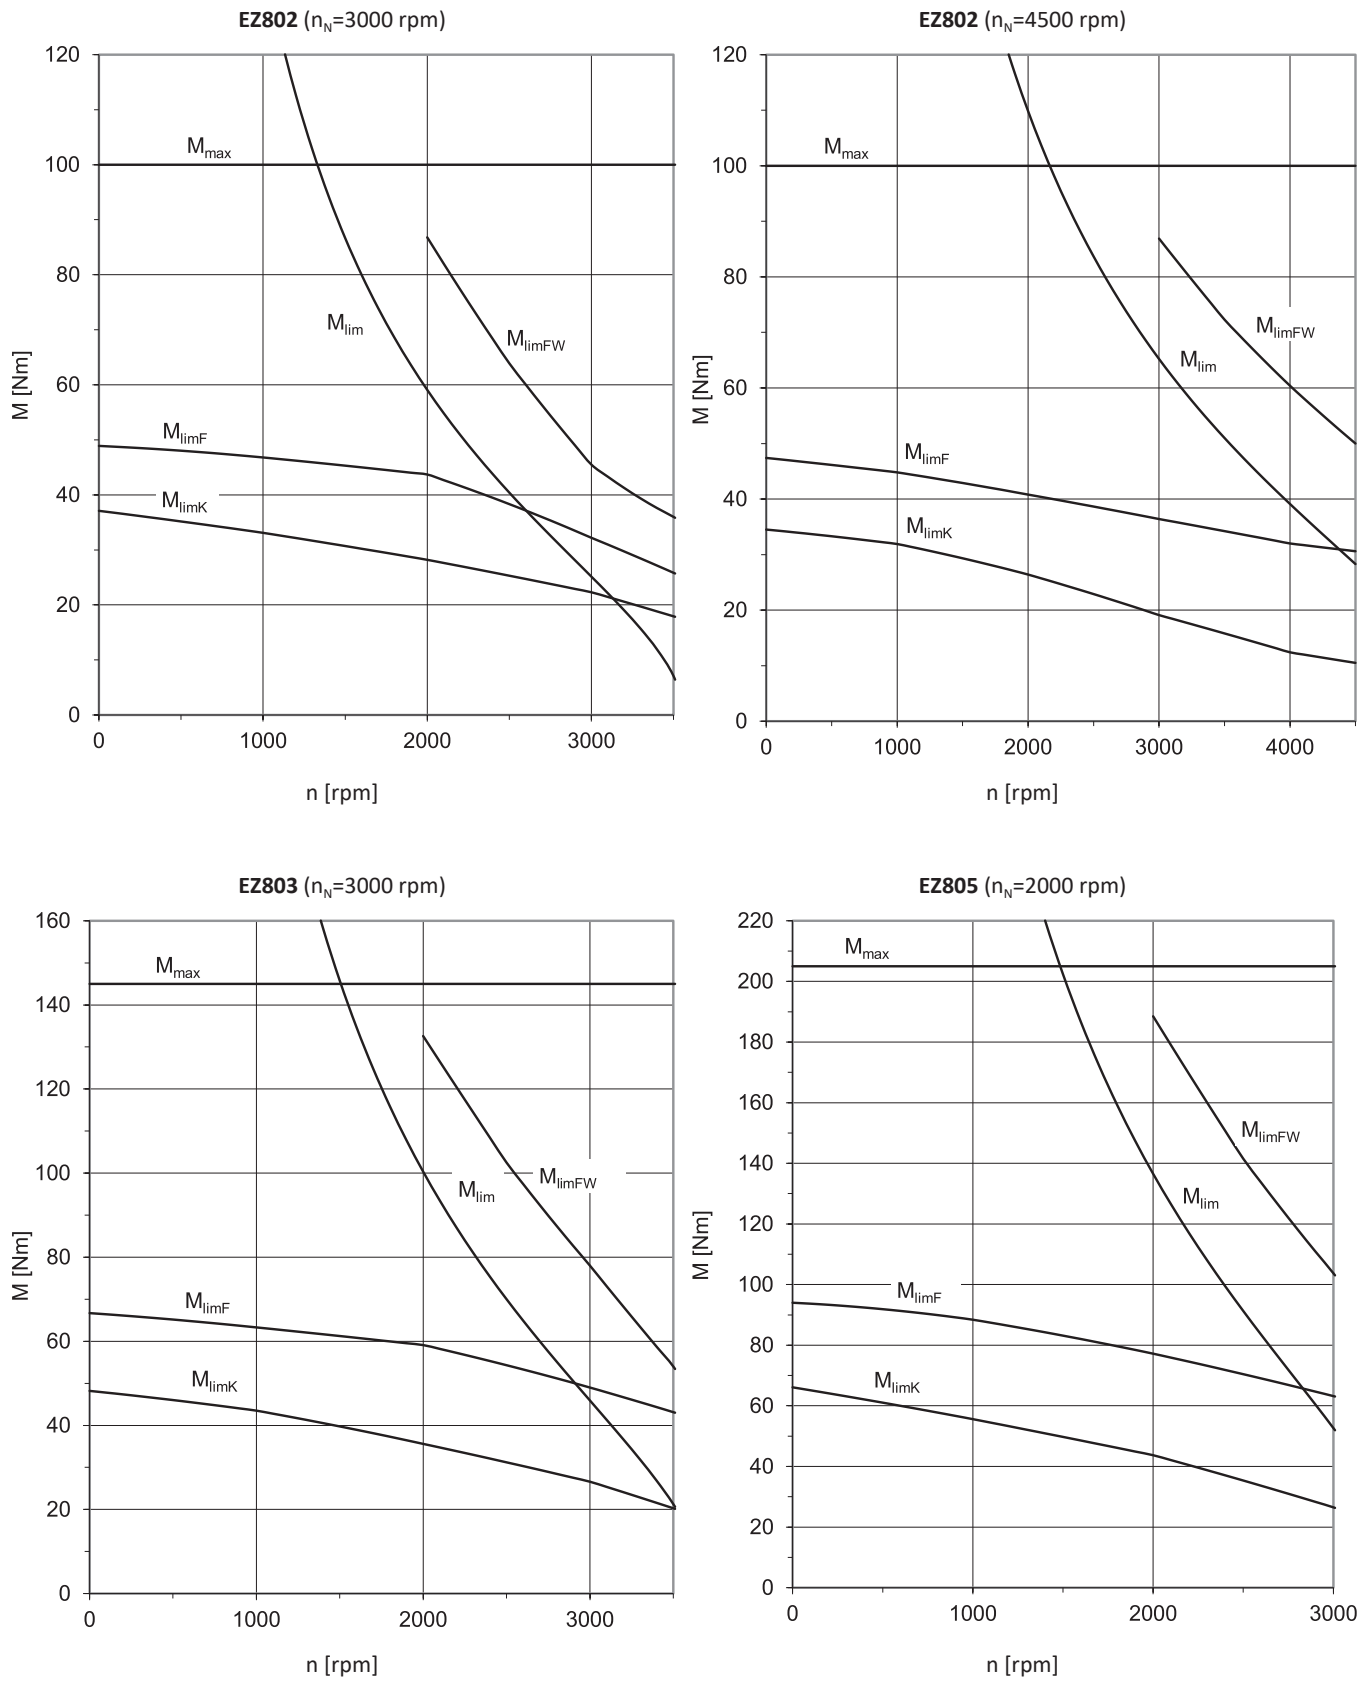 EZ802 (nN=3000 rpm)
120
100
80
60
40
20
0
M [Nm]
Mmax
Mlim
MlimFW
MlimF
MlimK
0 1000 2000 3000
n [rpm]
EZ802 (nN=4500 rpm)
120
100
80
60
40
20
0
M [Nm]
Mmax
MlimFW
Mlim
MlimF
MlimK
0 1000 2000 3000 4000
n [rpm]
EZ803 (nN=3000 rpm)
160
140
120
100
80
60
40
20
0
M [Nm]
Mmax
MlimFW
Mlim
MlimF
MlimK
0 1000 2000 3000
n [rpm]
EZ805 (nN=2000 rpm)
220
200
180
160
140
120
100
80
60
40
20
0
M [Nm]
Mmax
MlimFW
Mlim
MlimF
MlimK
0 1000 2000 3000
n [rpm]